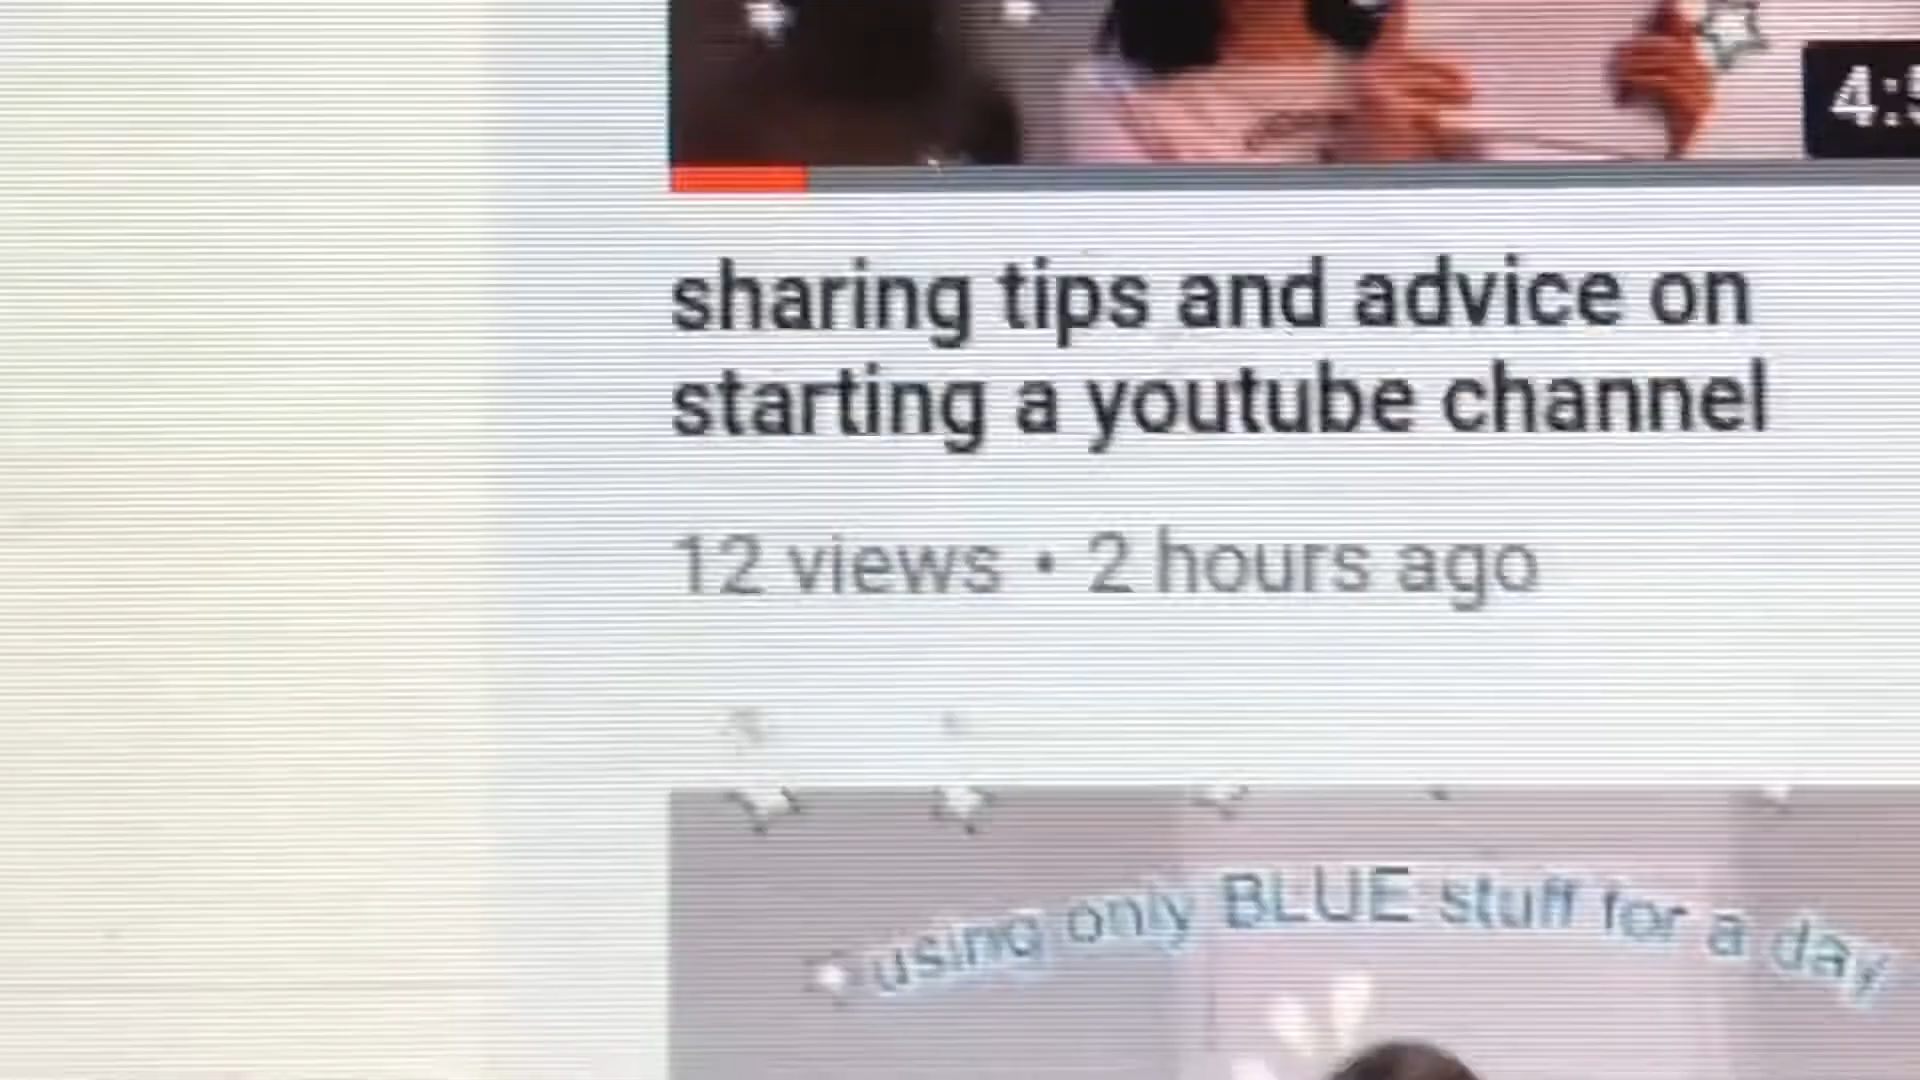 sharing tips and advice on
starting a youtube channel
12 views • 2 hours ago
using only BLUE stuff for a day